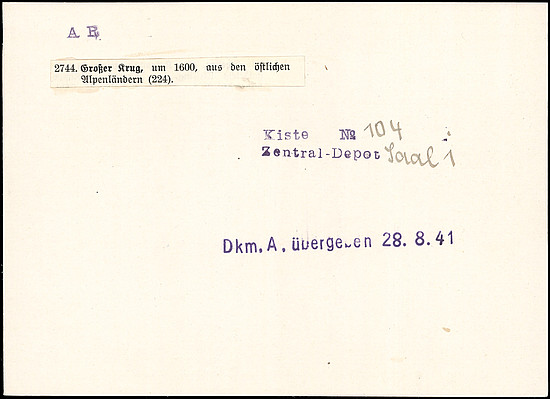 A R
2744. Großer Krug, um 1600, aus den östlichen
Alpenländern (224).
Kiste № 104
Zentral-Depot Saal 1
Dkm. A. übergeben 28. 8. 41